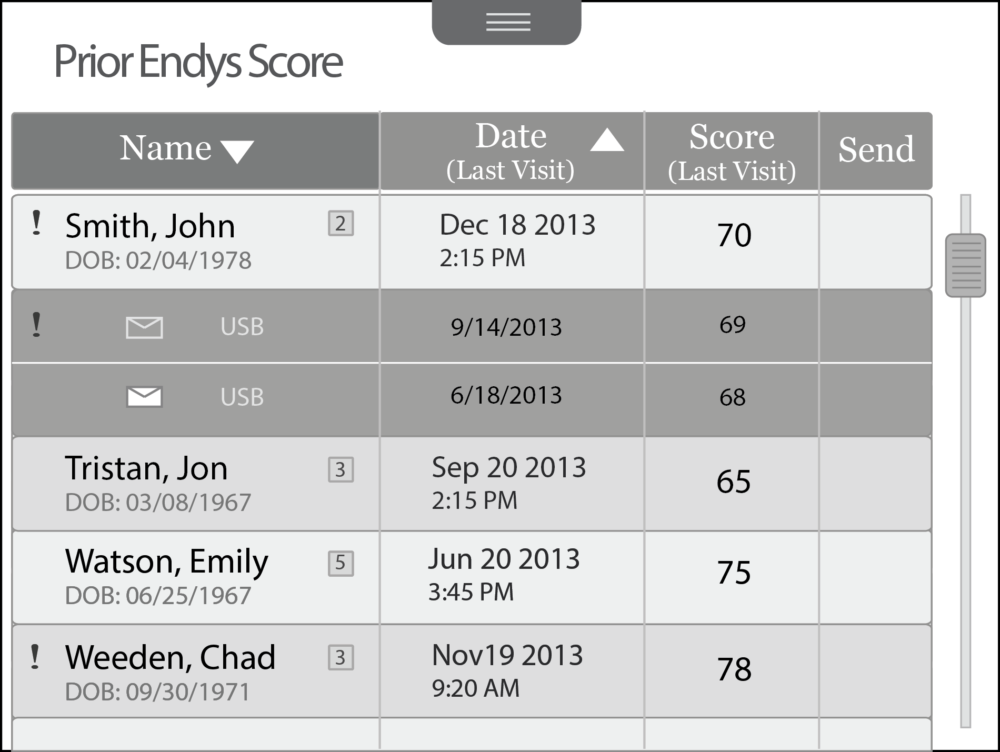 Prior Endys Score
Name
Date
(Last Visit)
Score
(Last Visit)
Send
! Smith, John 2
DOB: 02/04/1978
Dec 18 2013
2:15 PM
70
! USB 9/14/2013 69
USB 6/18/2013 68
Tristan, Jon 3
DOB: 03/08/1967
Sep 20 2013
2:15 PM
65
Watson, Emily 5
DOB: 06/25/1967
Jun 20 2013
3:45 PM
75
! Weeden, Chad 3
DOB: 09/30/1971
Nov19 2013
9:20 AM
78